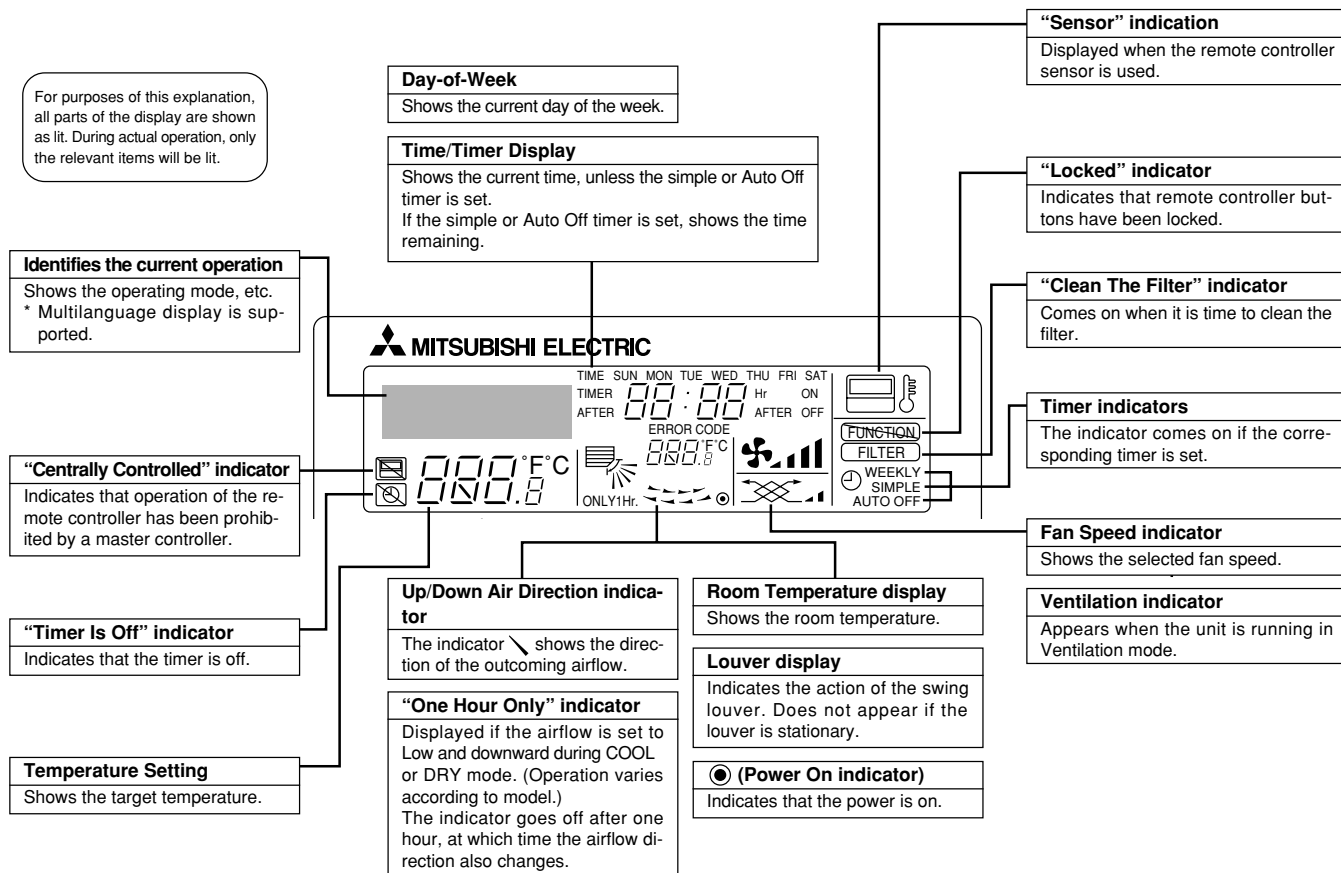 For purposes of this explanation,
all parts of the display are shown
as lit. During actual operation, only
the relevant items will be lit.
Identifies the current operation
Shows the operating mode, etc.
* Multilanguage display is sup-
ported.
“Centrally Controlled” indicator
Indicates that operation of the re-
mote controller has been prohib-
ited by a master controller.
“Timer Is Off” indicator
Indicates that the timer is off.
Temperature Setting
Shows the target temperature.
Day-of-Week
Shows the current day of the week.
Time/Timer Display
Shows the current time, unless the simple or Auto Off
timer is set.
If the simple or Auto Off timer is set, shows the time
remaining.
MITSUBISHI ELECTRIC
TIME SUN MON TUE WED THU FRI SAT
TIMER 88:88 Hr ON
AFTER AFTER OFF
ERROR CODE
888.8 °F°C
888.8 °F°C
ONLY1Hr.
FUNCTION
FILTER
WEEKLY
SIMPLE
AUTO OFF
Up/Down Air Direction indica-
tor
The indicator shows the direc-
tion of the outcoming airflow.
“One Hour Only” indicator
Displayed if the airflow is set to
Low and downward during COOL
or DRY mode. (Operation varies
according to model.)
The indicator goes off after one
hour, at which time the airflow di-
rection also changes.
Room Temperature display
Shows the room temperature.
Louver display
Indicates the action of the swing
louver. Does not appear if the
louver is stationary.
(Power On indicator)
Indicates that the power is on.
“Sensor” indication
Displayed when the remote controller
sensor is used.
“Locked” indicator
Indicates that remote controller but-
tons have been locked.
“Clean The Filter” indicator
Comes on when it is time to clean the
filter.
Timer indicators
The indicator comes on if the corre-
sponding timer is set.
Fan Speed indicator
Shows the selected fan speed.
Ventilation indicator
Appears when the unit is running in
Ventilation mode.